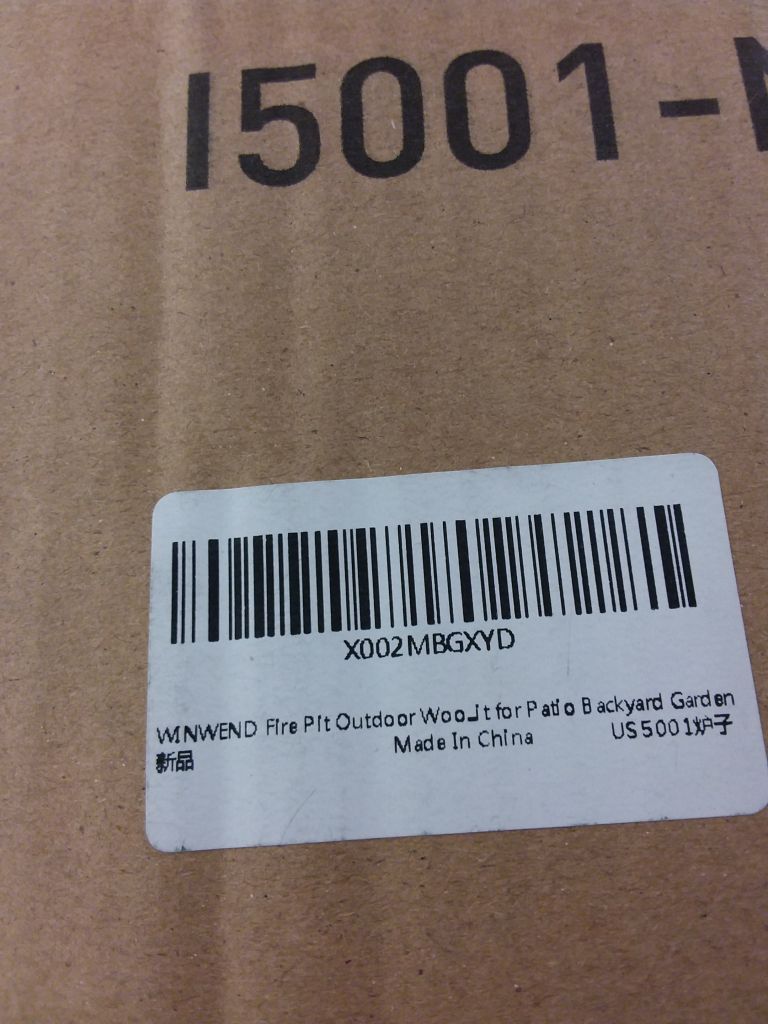 I5001-
X002MBGXYD
WINWEND Fire Pit Outdoor Woo...t for Patio Backyard Garden
新品 Made In China US5001炉子